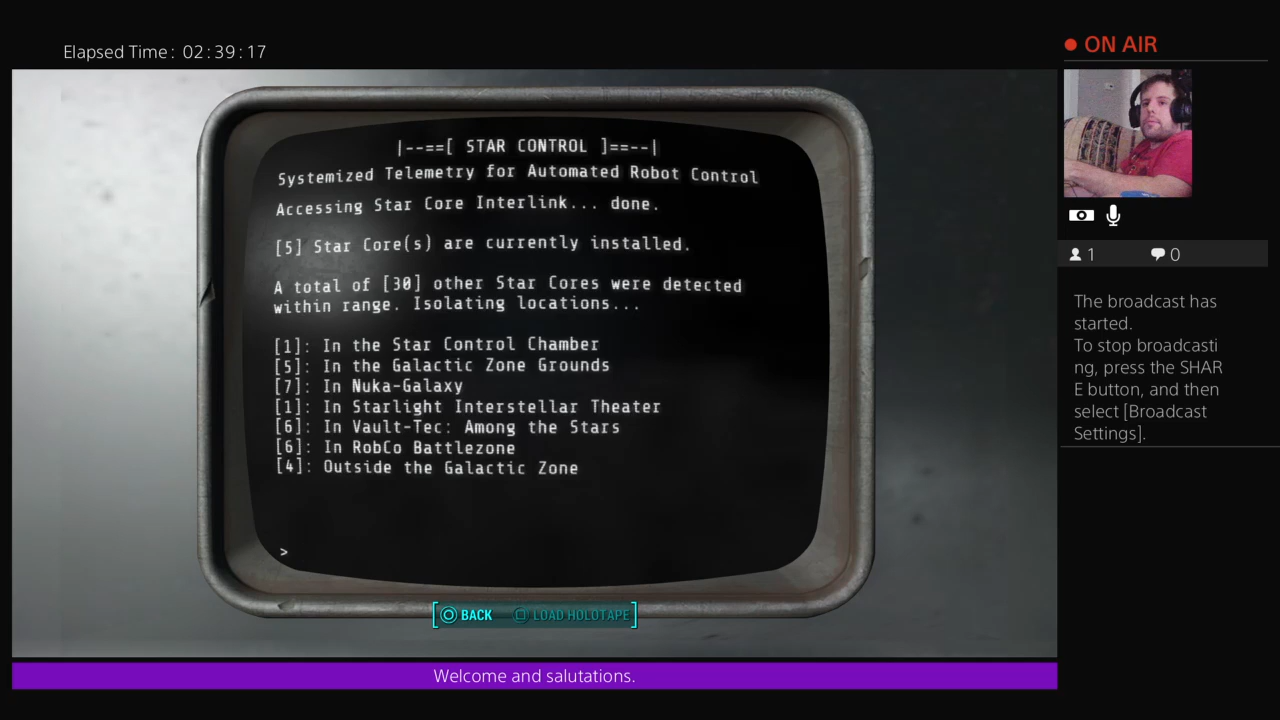 Elapsed Time: 02:39:17
ON AIR
|--==[ STAR CONTROL ]==--|
Systemized Telemetry for Automated Robot Control
Accessing Star Core Interlink... done.
[5] Star Core(s) are currently installed.
A total of [30] other Star Cores were detected
within range. Isolating locations...
[1]: In the Star Control Chamber
[5]: In the Galactic Zone Grounds
[7]: In Nuka-Galaxy
[1]: In Starlight Interstellar Theater
[6]: In Vault-Tec: Among the Stars
[6]: In RobCo Battlezone
[4]: Outside the Galactic Zone
>
BACK LOAD HOLOTAPE
Welcome and salutations.
1 0
The broadcast has
started.
To stop broadcasti
ng, press the SHAR
E button, and then
select [Broadcast
Settings].